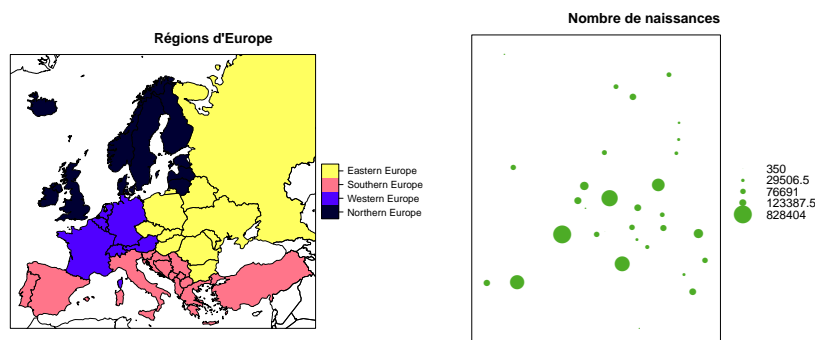 Régions d'Europe
Eastern Europe
Southern Europe
Western Europe
Northern Europe
Nombre de naissances
350
29506.5
76691
123387.5
828404